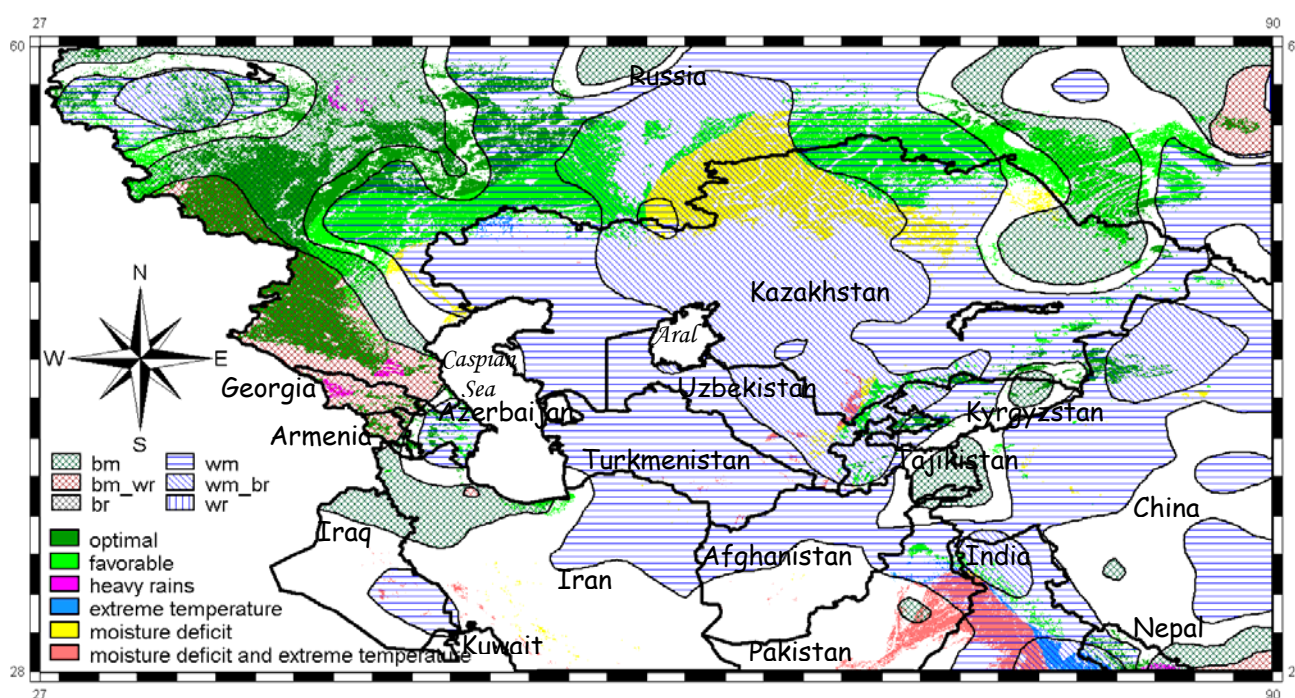 27
90
60
6
Russia
Kazakhstan
N
W
E
S
Aral
Caspian
Sea
Georgia
Uzbekistan
Azerbaijan
Kyrgyzstan
Armenia
Turkmenistan
Tajikistan
bm
wm
bm_wr
wm_br
br
wr
China
Iraq
optimal
favorable
Afghanistan
India
heavy rains
Iran
extreme temperature
moisture deficit
Nepal
Kuwait
Pakistan
moisture deficit and extreme temperature
28
2
27
90